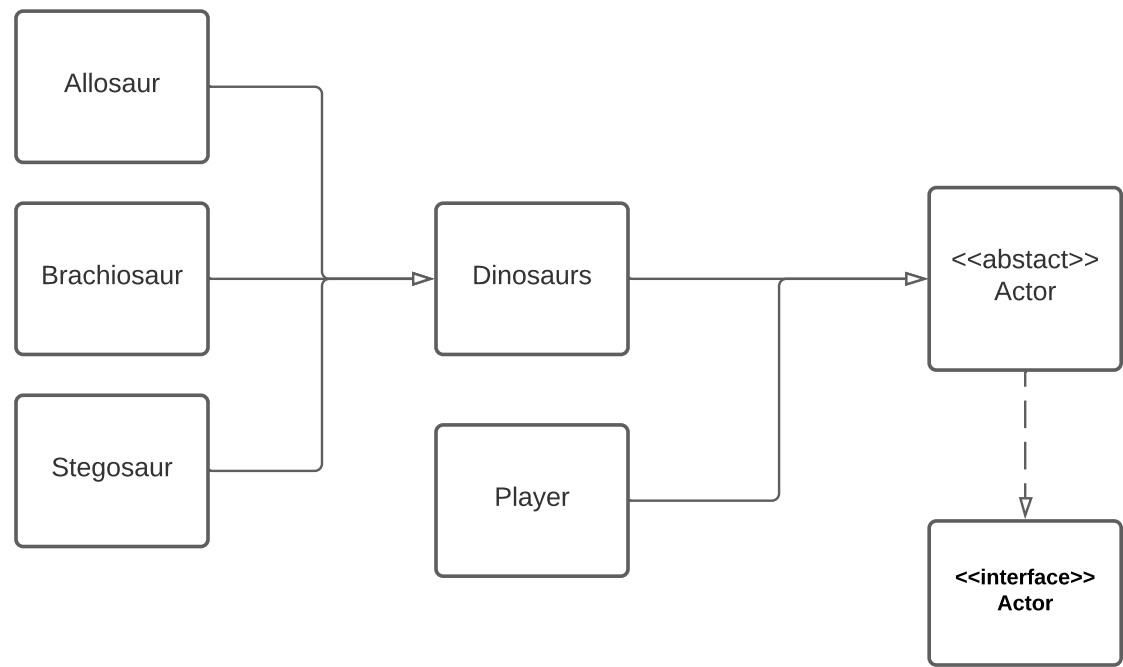 Allosaur
Brachiosaur
Dinosaurs
<<abstact>>
Actor
Stegosaur
Player
<<interface>>
Actor